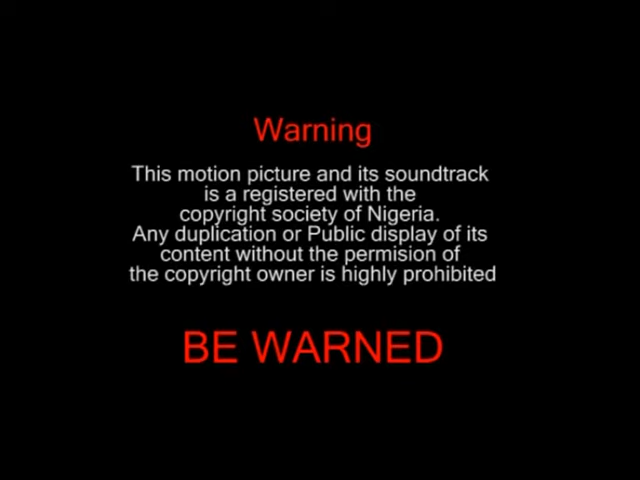 Warning
This motion picture and its soundtrack
is a registered with the
copyright society of Nigeria.
Any duplication or Public display of its
content without the permision of
the copyright owner is highly prohibited
BE WARNED